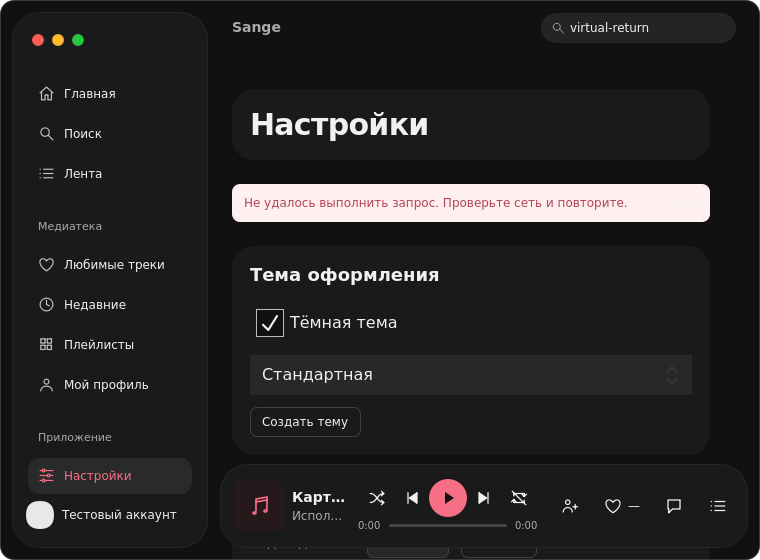 Sange
virtual-return
Главная
Поиск
Лента
Медиатека
Любимые треки
Недавние
Плейлисты
Мой профиль
Приложение
Настройки
Тестовый аккаунт
Настройки
Не удалось выполнить запрос. Проверьте сеть и повторите.
Тема оформления
Тёмная тема
Стандартная
Создать тему
Карт…
Испол…
0:00
0:00
—